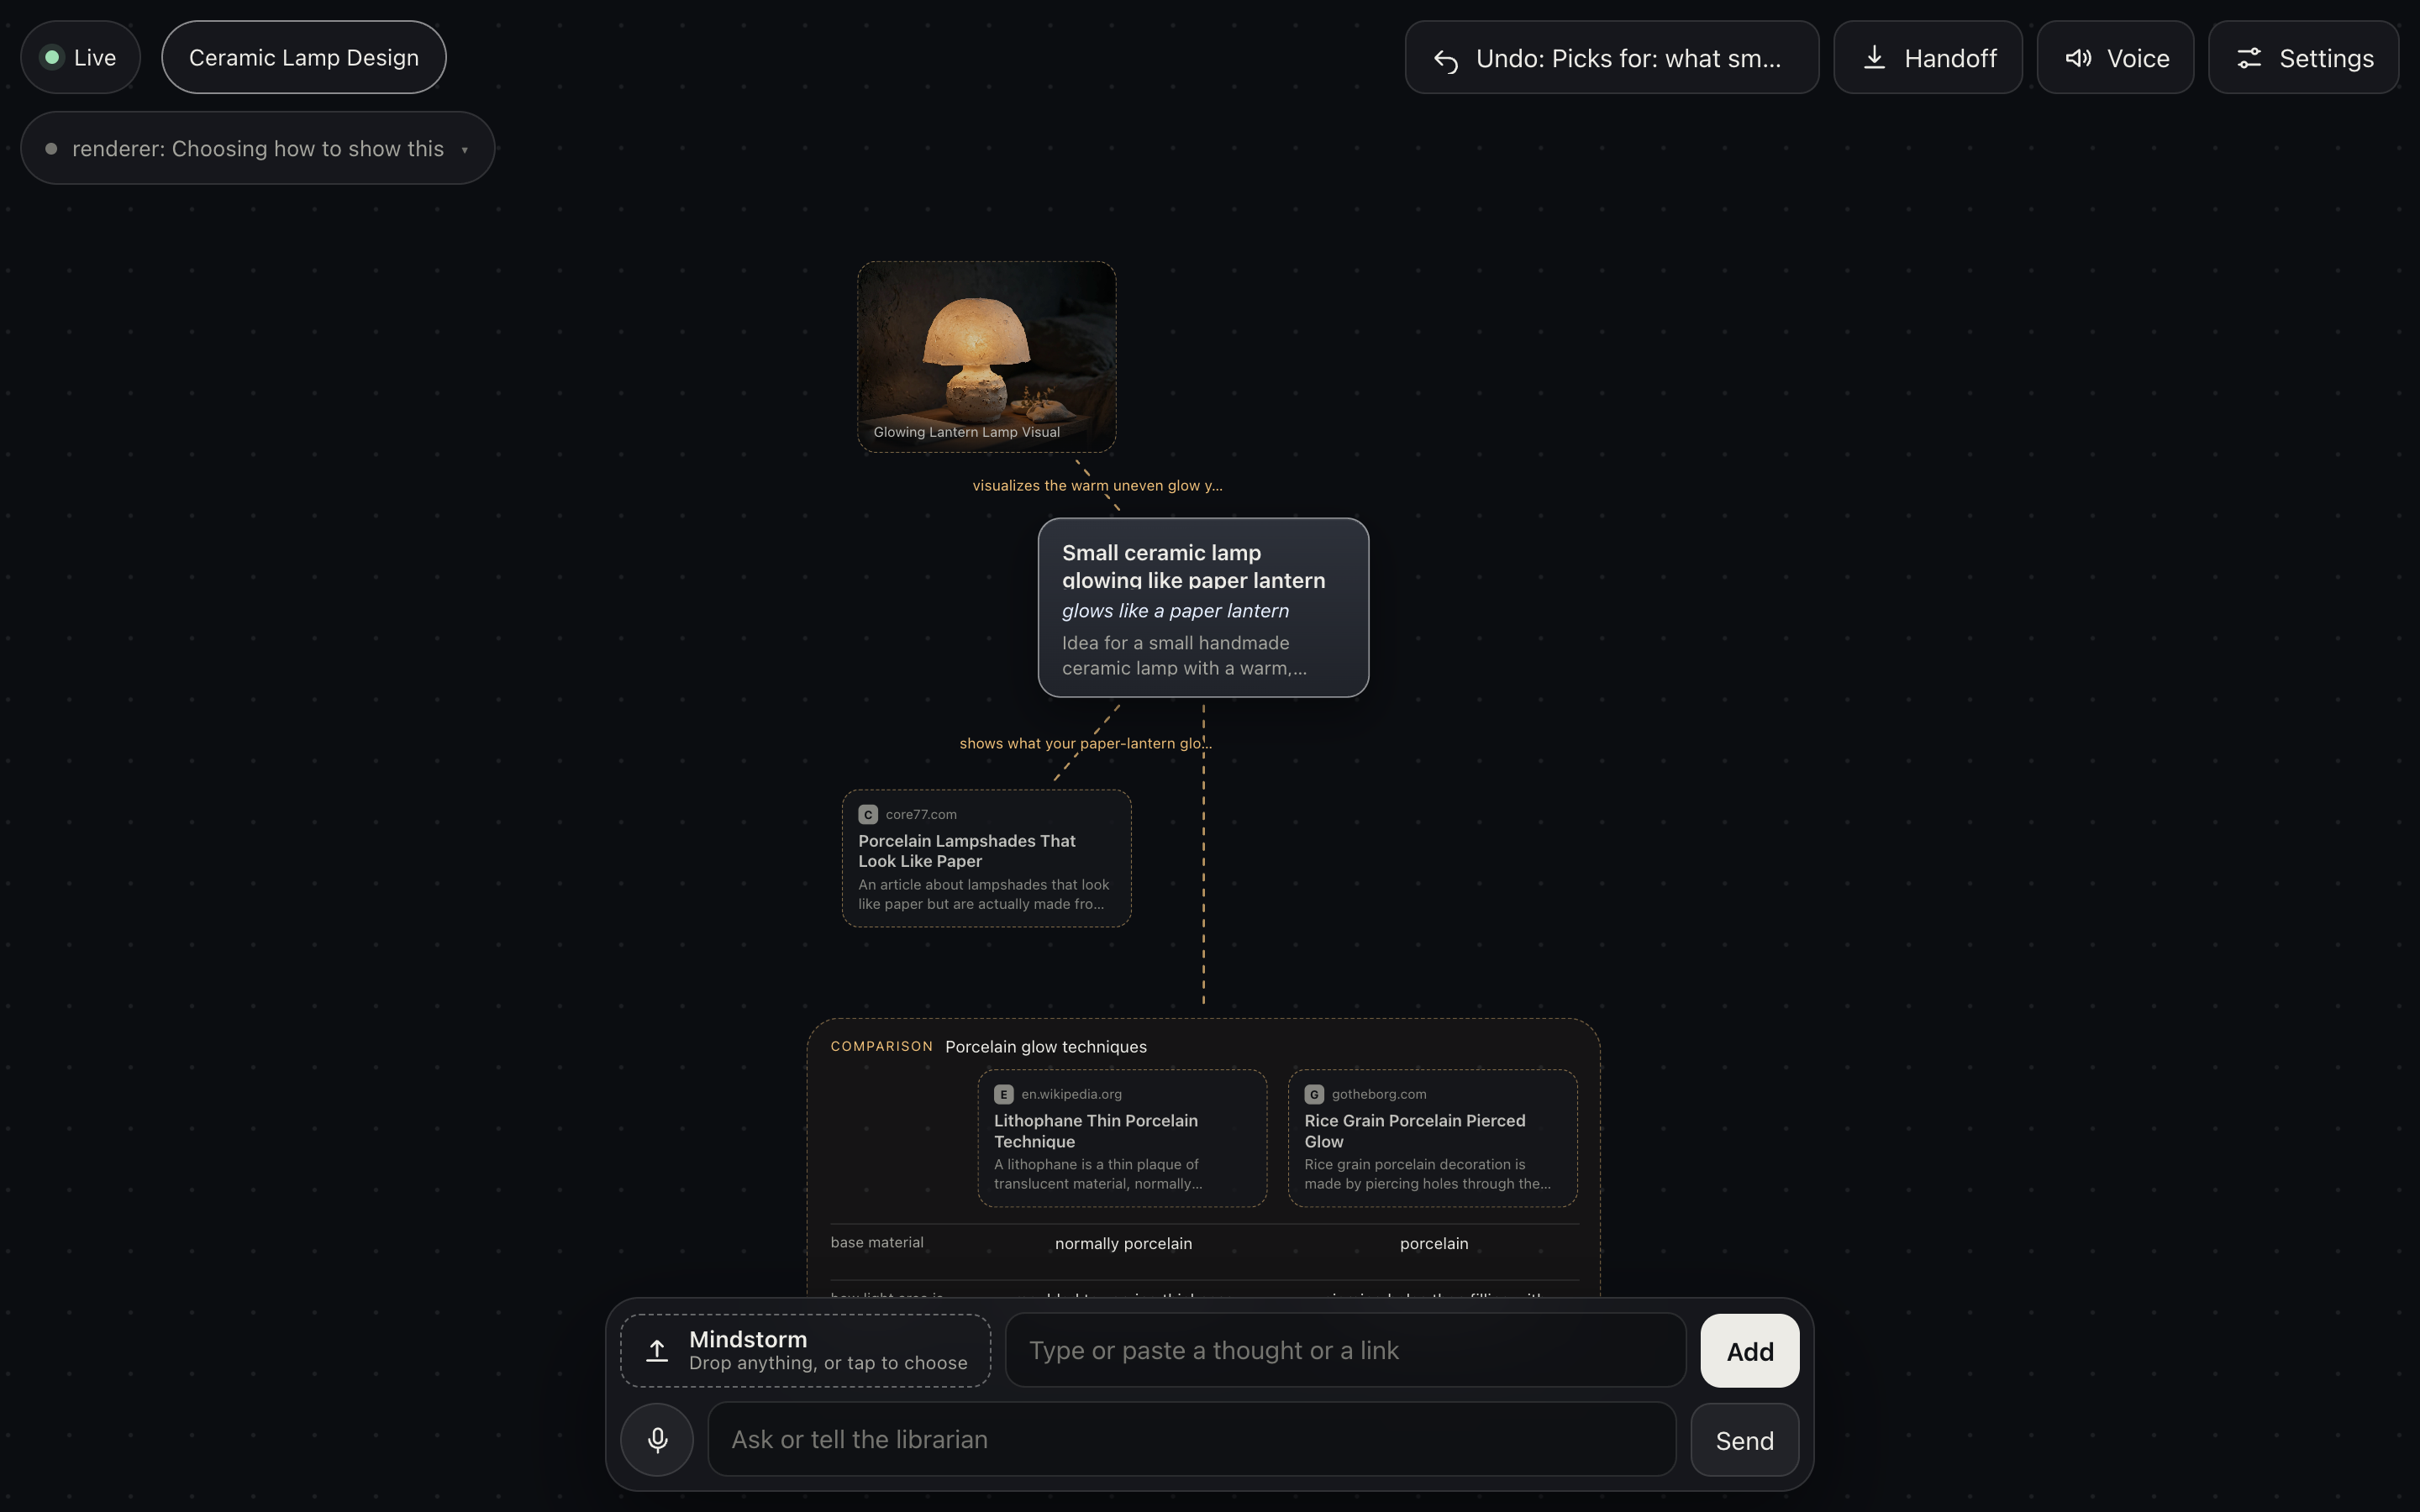 Live
Ceramic Lamp Design
Undo: Picks for: what sm...
Handoff
Voice
Settings
renderer: Choosing how to show this
Glowing Lantern Lamp Visual
visualizes the warm uneven glow y...
Small ceramic lamp
glowing like paper lantern
glows like a paper lantern
Idea for a small handmade
ceramic lamp with a warm,...
shows what your paper-lantern glo...
C core77.com
Porcelain Lampshades That
Look Like Paper
An article about lampshades that look
like paper but are actually made fro...
COMPARISON Porcelain glow techniques
E en.wikipedia.org
Lithophane Thin Porcelain
Technique
A lithophane is a thin plaque of
translucent material, normally...
G gotheborg.com
Rice Grain Porcelain Pierced
Glow
Rice grain porcelain decoration is
made by piercing holes through the...
base material
normally porcelain
porcelain
Mindstorm
Drop anything, or tap to choose
Type or paste a thought or a link
Add
Ask or tell the librarian
Send